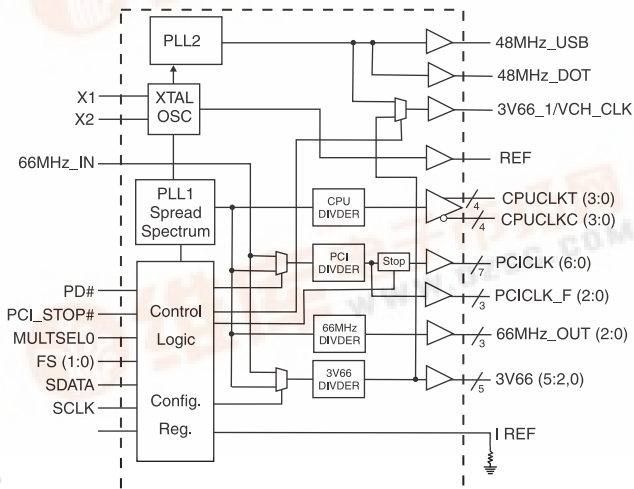 PLL2
48MHz_USB
48MHz_DOT
X1
X2
XTAL
OSC
3V66_1/VCH_CLK
66MHz_IN
REF
PLL1
Spread
Spectrum
CPU
DIVDER
CPUCLKT (3:0)
4
CPUCLKC (3:0)
4
PCI
DIVDER
Stop
PCICLK (6:0)
7
PD#
PCICLK_F (2:0)
3
PCI_STOP#
Control
Logic
MULTSEL0
66MHz
DIVDER
66MHz_OUT (2:0)
3
FS (1:0)
SDATA
3V66
DIVDER
3V66 (5:2,0)
5
SCLK
Config.
Reg.
I REF